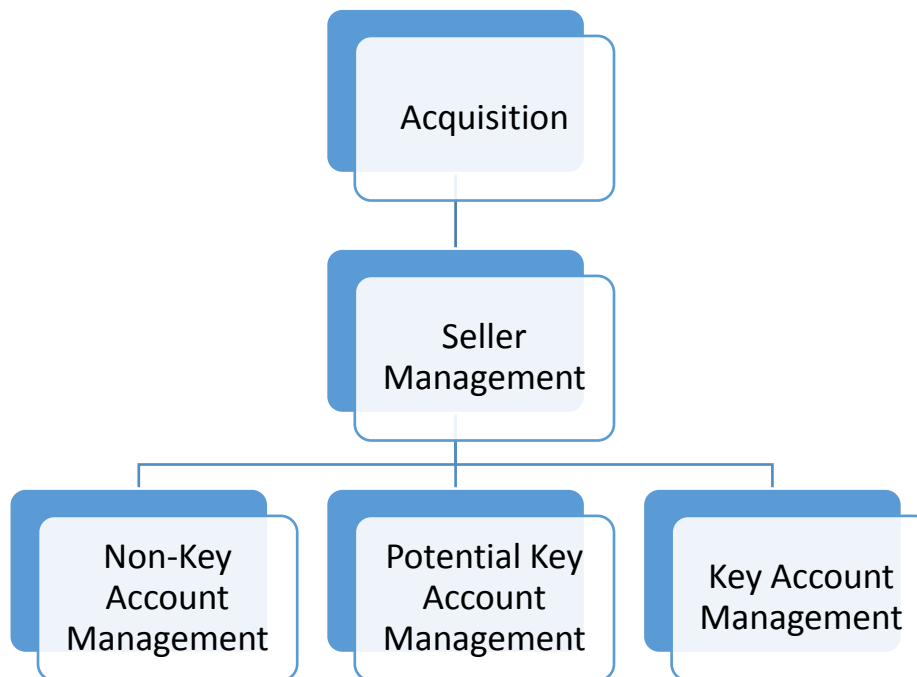 Acquisition
Seller
Management
Non-Key
Account
Management
Potential Key
Account
Management
Key Account
Management